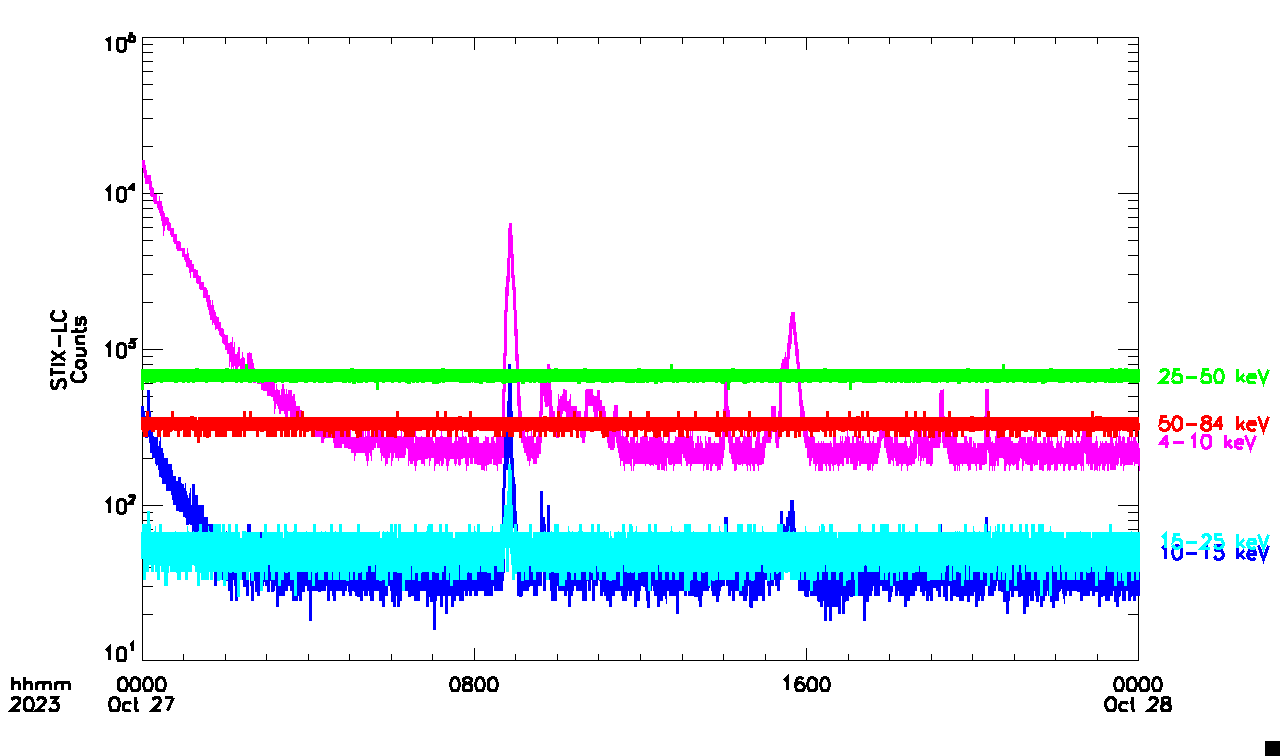 10⁶
10⁴
10³
10²
10¹
STIX-LC
Counts
25-50 keV
50-84 keV
4-10 keV
15-25 keV
10-15 keV
hhmm 0000 0800 1600 0000
2023 Oct 27 Oct 28